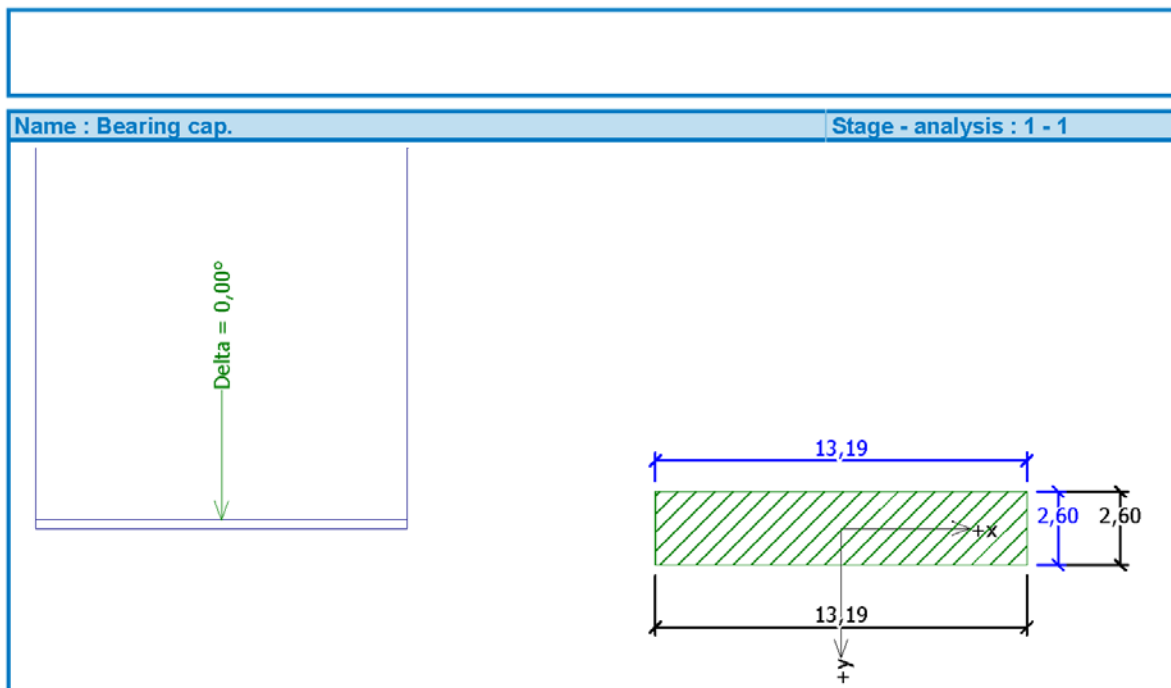 Name : Bearing cap.
Stage - analysis : 1 - 1
Delta = 0,00°
13,19
2,60
2,60
+x
13,19
+y